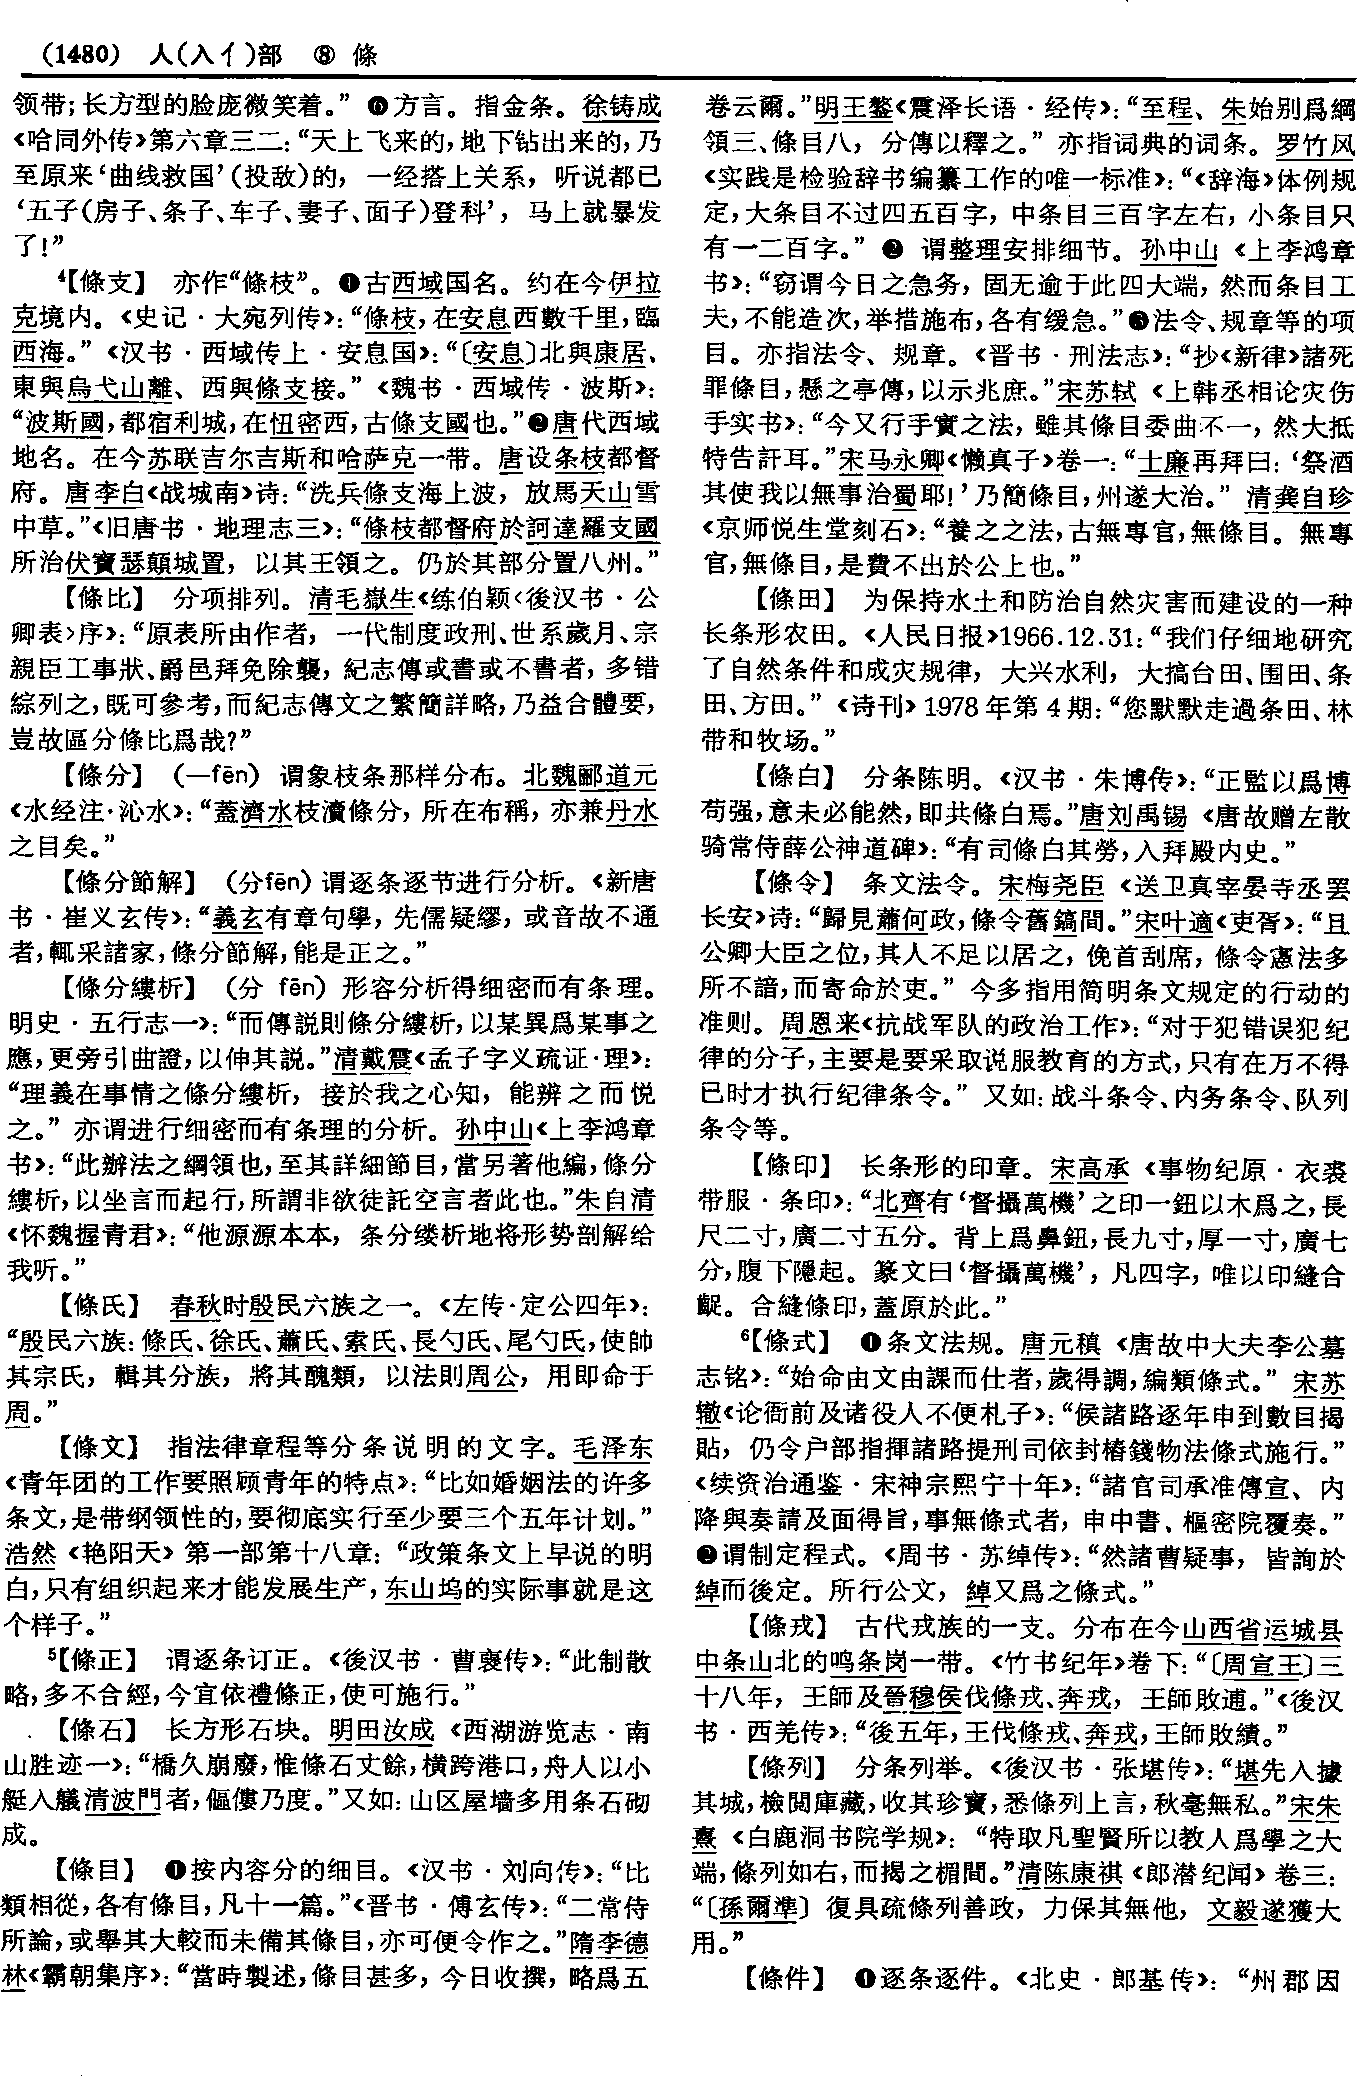 (1480) 人(入亻)部 ⑧ 條
领带;长方型的脸庞微笑着。”❻方言。指金条。徐铸成
《哈同外传》第六章三二:“天上飞来的,地下钻出来的,乃
至原来‘曲线救国’(投敌)的,一经搭上关系,听说都已
‘五子(房子、条子、车子、妻子、面子)登科’,马上就暴发
了!”
⁴【條支】 亦作“條枝”。❶古西域国名。约在今伊拉
克境内。《史记·大宛列传》:“條枝,在安息西數千里,臨
西海。”《汉书·西域传上·安息国》:“〔安息〕北與康居、
東與烏弋山離、西與條支接。”《魏书·西域传·波斯》:
“波斯國,都宿利城,在忸密西,古條支國也。”❷唐代西域
地名。在今苏联吉尔吉斯和哈萨克一带。唐设条枝都督
府。唐李白《战城南》诗:“洗兵條支海上波,放馬天山雪
中草。”《旧唐书·地理志三》:“條枝都督府於訶達羅支國
所治伏寶瑟顛城置,以其王領之。仍於其部分置八州。”
【條比】 分项排列。清毛嶽生《练伯颖〈後汉书·公
卿表〉序》:“原表所由作者,一代制度政刑、世系歲月、宗
親臣工事狀、爵邑拜免除襲,紀志傳或書或不書者,多错
綜列之,既可參考,而紀志傳文之繁簡詳略,乃益合體要,
豈故區分條比爲哉?”
【條分】 (—fēn) 谓象枝条那样分布。北魏郦道元
《水经注·沁水》:“蓋濟水枝瀆條分,所在布稱,亦兼丹水
之目矣。”
【條分節解】 (分fēn) 谓逐条逐节进行分析。《新唐
书·崔义玄传》:“義玄有章句學,先儒疑繆,或音故不通
者,輒采諸家,條分節解,能是正之。”
【條分縷析】 (分 fēn) 形容分析得细密而有条理。
明史·五行志一》:“而傳説則條分縷析,以某異爲某事之
應,更旁引曲證,以伸其説。”清戴震《孟子字义疏证·理》:
“理義在事情之條分縷析,接於我之心知,能辨之而悦
之。”亦谓进行细密而有条理的分析。孙中山《上李鸿章
书》:“此辦法之綱領也,至其詳細節目,當另著他編,條分
縷析,以坐言而起行,所謂非欲徒託空言者此也。”朱自清
《怀魏握青君》:“他源源本本,条分缕析地将形势剖解给
我听。”
【條氏】 春秋时殷民六族之一。《左传·定公四年》:
“殷民六族:條氏、徐氏、蕭氏、索氏、長勺氏、尾勺氏,使帥
其宗氏,輯其分族,將其醜類,以法則周公,用即命于
周。”
【條文】 指法律章程等分条说明的文字。毛泽东
《青年团的工作要照顾青年的特点》:“比如婚姻法的许多
条文,是带纲领性的,要彻底实行至少要三个五年计划。”
浩然《艳阳天》第一部第十八章:“政策条文上早说的明
白,只有组织起来才能发展生产,东山坞的实际事就是这
个样子。”
⁵【條正】 谓逐条订正。《後汉书·曹襃传》:“此制散
略,多不合經,今宜依禮條正,使可施行。”
【條石】 长方形石块。明田汝成《西湖游览志·南
山胜迹一》:“橋久崩廢,惟條石丈餘,横跨港口,舟人以小
艇入艤清波門者,傴僂乃度。”又如:山区屋墙多用条石砌
成。
【條目】 ❶按内容分的细目。《汉书·刘向传》:“比
類相從,各有條目,凡十一篇。”《晋书·傅玄传》:“二常侍
所論,或舉其大較而未備其條目,亦可便令作之。”隋李德
林《霸朝集序》:“當時製述,條目甚多,今日收撰,略爲五
卷云爾。”明王鏊《震泽长语·经传》:“至程、朱始别爲綱
領三、條目八,分傳以釋之。”亦指词典的词条。罗竹风
《实践是检验辞书编纂工作的唯一标准》:“《辞海》体例规
定,大条目不过四五百字,中条目三百字左右,小条目只
有一二百字。”❷ 谓整理安排细节。孙中山《上李鸿章
书》:“窃谓今日之急务,固无逾于此四大端,然而条目工
夫,不能造次,举措施布,各有缓急。”❸法令、规章等的项
目。亦指法令、规章。《晋书·刑法志》:“抄《新律》諸死
罪條目,懸之亭傳,以示兆庶。”宋苏轼《上韩丞相论灾伤
手实书》:“今又行手實之法,雖其條目委曲不一,然大抵
特告訐耳。”宋马永卿《懒真子》卷一:“士廉再拜曰:‘祭酒
其使我以無事治蜀耶!’乃簡條目,州遂大治。”清龚自珍
《京师悦生堂刻石》:“養之之法,古無專官,無條目。無專
官,無條目,是費不出於公上也。”
【條田】 为保持水土和防治自然灾害而建设的一种
长条形农田。《人民日报》1966.12.31:“我们仔细地研究
了自然条件和成灾规律,大兴水利,大搞台田、围田、条
田、方田。”《诗刊》1978年第4期:“您默默走過条田、林
带和牧场。”
【條白】 分条陈明。《汉书·朱博传》:“正監以爲博
苟强,意未必能然,即共條白焉。”唐刘禹锡《唐故赠左散
骑常侍薛公神道碑》:“有司條白其勞,入拜殿内史。”
【條令】 条文法令。宋梅尧臣《送卫真宰晏寺丞罢
长安》诗:“歸見蕭何政,條令舊鎬間。”宋叶適《吏胥》:“且
公卿大臣之位,其人不足以居之,俛首刮席,條令憲法多
所不諳,而寄命於吏。”今多指用简明条文规定的行动的
准则。周恩来《抗战军队的政治工作》:“对于犯错误犯纪
律的分子,主要是要采取说服教育的方式,只有在万不得
已时才执行纪律条令。”又如:战斗条令、内务条令、队列
条令等。
【條印】 长条形的印章。宋高承《事物纪原·衣裘
带服·条印》:“北齊有‘督攝萬機’之印一鈕以木爲之,長
尺二寸,廣二寸五分。背上爲鼻鈕,長九寸,厚一寸,廣七
分,腹下隱起。篆文曰‘督攝萬機’,凡四字,唯以印縫合
齪。合縫條印,蓋原於此。”
⁶【條式】 ❶条文法规。唐元稹《唐故中大夫李公墓
志铭》:“始命由文由課而仕者,歲得調,編類條式。”宋苏
辙《论衙前及诸役人不便札子》:“候諸路逐年申到數目揭
貼,仍令户部指揮諸路提刑司依封樁錢物法條式施行。”
《续资治通鉴·宋神宗熙宁十年》:“諸官司承准傳宣、内
降與奏請及面得旨,事無條式者,申中書、樞密院覆奏。”
❷谓制定程式。《周书·苏绰传》:“然諸曹疑事,皆詢於
綽而後定。所行公文,綽又爲之條式。”
【條戎】 古代戎族的一支。分布在今山西省运城县
中条山北的鸣条岗一带。《竹书纪年》卷下:“〔周宣王〕三
十八年,王師及晉穆侯伐條戎、奔戎,王師敗逋。”《後汉
书·西羌传》:“後五年,王伐條戎、奔戎,王師敗績。”
【條列】 分条列举。《後汉书·张堪传》:“堪先入據
其城,檢閲庫藏,收其珍寶,悉條列上言,秋毫無私。”宋朱
熹《白鹿洞书院学规》:“特取凡聖賢所以教人爲學之大
端,條列如右,而揭之楣間。”清陈康祺《郎潜纪闻》卷三:
“〔孫爾準〕復具疏條列善政,力保其無他,文毅遂獲大
用。”
【條件】 ❶逐条逐件。《北史·郎基传》:“州郡因